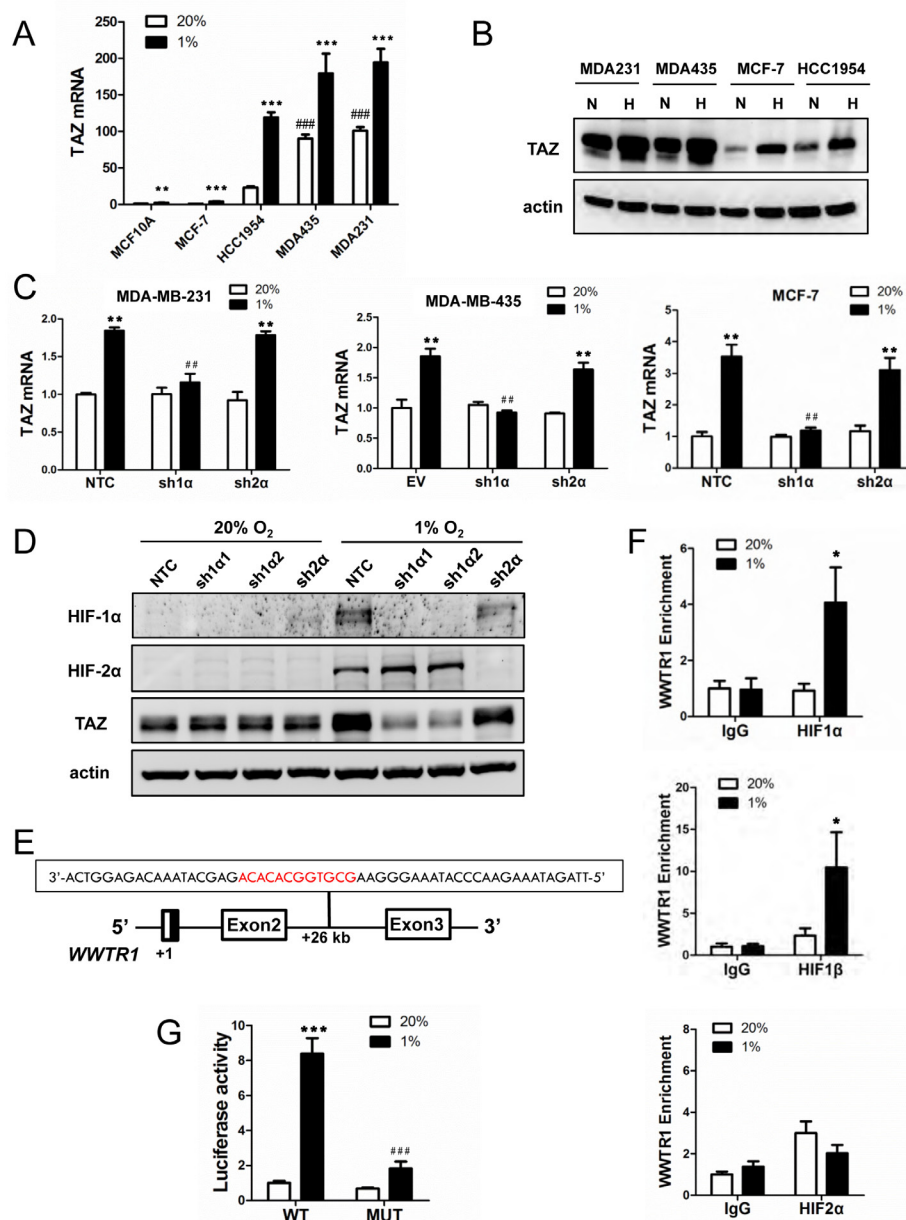 A
20%
1%
TAZ mRNA
250
200
150
100
50
0
**
***
***
###
***
###
***
MCF10A
MCF-7
HCC1954
MDA435
MDA231
B
MDA231 MDA435 MCF-7 HCC1954
N H N H N H N H
TAZ
actin
C
MDA-MB-231
20%
1%
TAZ mRNA
2.0
1.5
1.0
0.5
0.0
**
##
**
NTC sh1α sh2α
MDA-MB-435
20%
1%
TAZ mRNA
2.5
2.0
1.5
1.0
0.5
0.0
**
##
**
EV sh1α sh2α
MCF-7
20%
1%
TAZ mRNA
5
4
3
2
1
0
**
##
**
NTC sh1α sh2α
D
20% O2 1% O2
NTC sh1α1 sh1α2 sh2α NTC sh1α1 sh1α2 sh2α
HIF-1α
HIF-2α
TAZ
actin
E
3’-ACTGGAGACAAATACGAGACACACGGTGCGAAGGGAAATACCCAAGAAATAGATT-5’
5’ Exon2 Exon3 3’
WWTR1 +1 +26 kb
F
20%
1%
WWTR1 Enrichment
6
4
2
0
*
IgG HIF1α
20%
1%
WWTR1 Enrichment
20
15
10
5
0
*
IgG HIF1β
20%
1%
WWTR1 Enrichment
8
6
4
2
0
IgG HIF2α
G
20%
1%
Luciferase activity
10
8
6
4
2
0
***
###
WT MUT